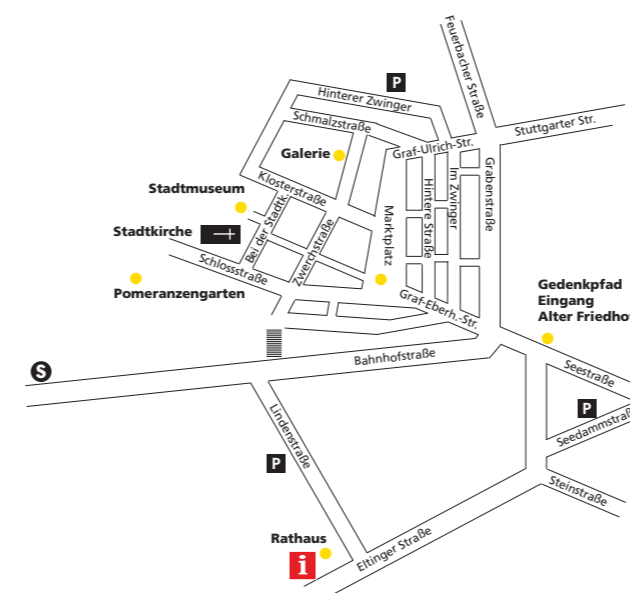 Feuerbacher Straße
P
Hinterer Zwinger
Schmalzstraße
Stuttgarter Str.
Graf-Ulrich-Str.
Galerie
Klosterstraße
Im Zwinger
Grabenstraße
Hintere Straße
Stadtmuseum
Bei der Stadtk.
Marktplatz
Zwerchstraße
Stadtkirche
Schlossstraße
Pomeranzengarten
Graf-Eberh.-Str.
Gedenkpfad
Eingang
Alter Friedho
Bahnhofstraße
S
Seestraße
P
Seedammstraß
Lindenstraße
P
Steinstraße
Rathaus
i
Eltinger Straße